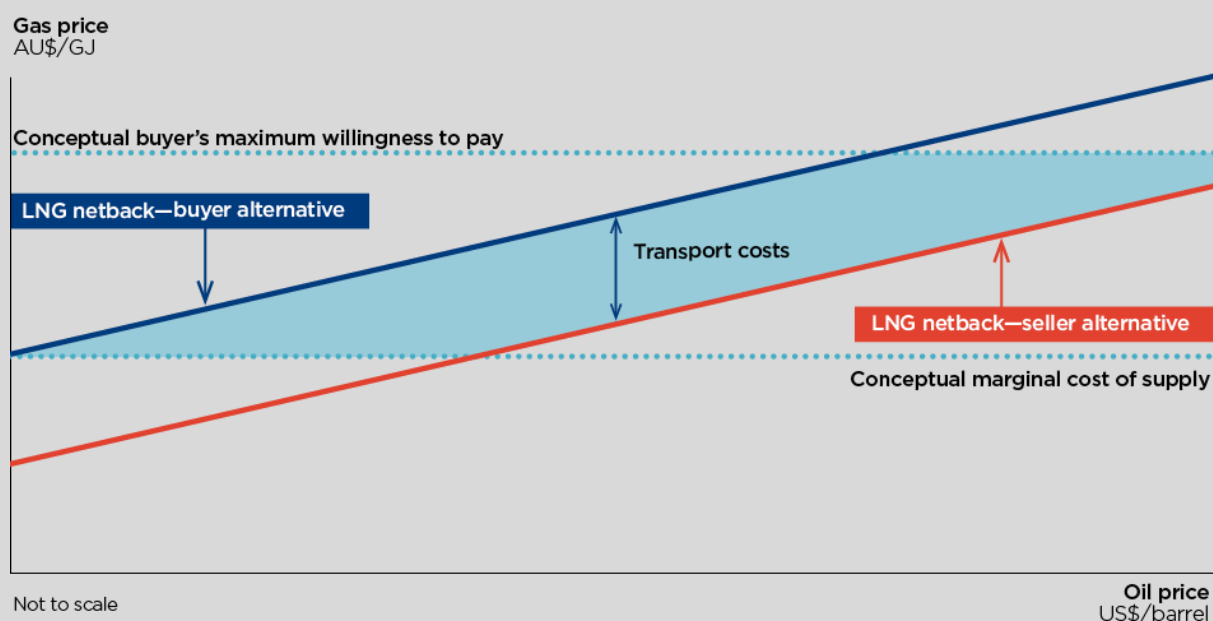 Gas price
AU$/GJ
Conceptual buyer's maximum willingness to pay
LNG netback—buyer alternative
Transport costs
LNG netback—seller alternative
Conceptual marginal cost of supply
Not to scale
Oil price
US$/barrel